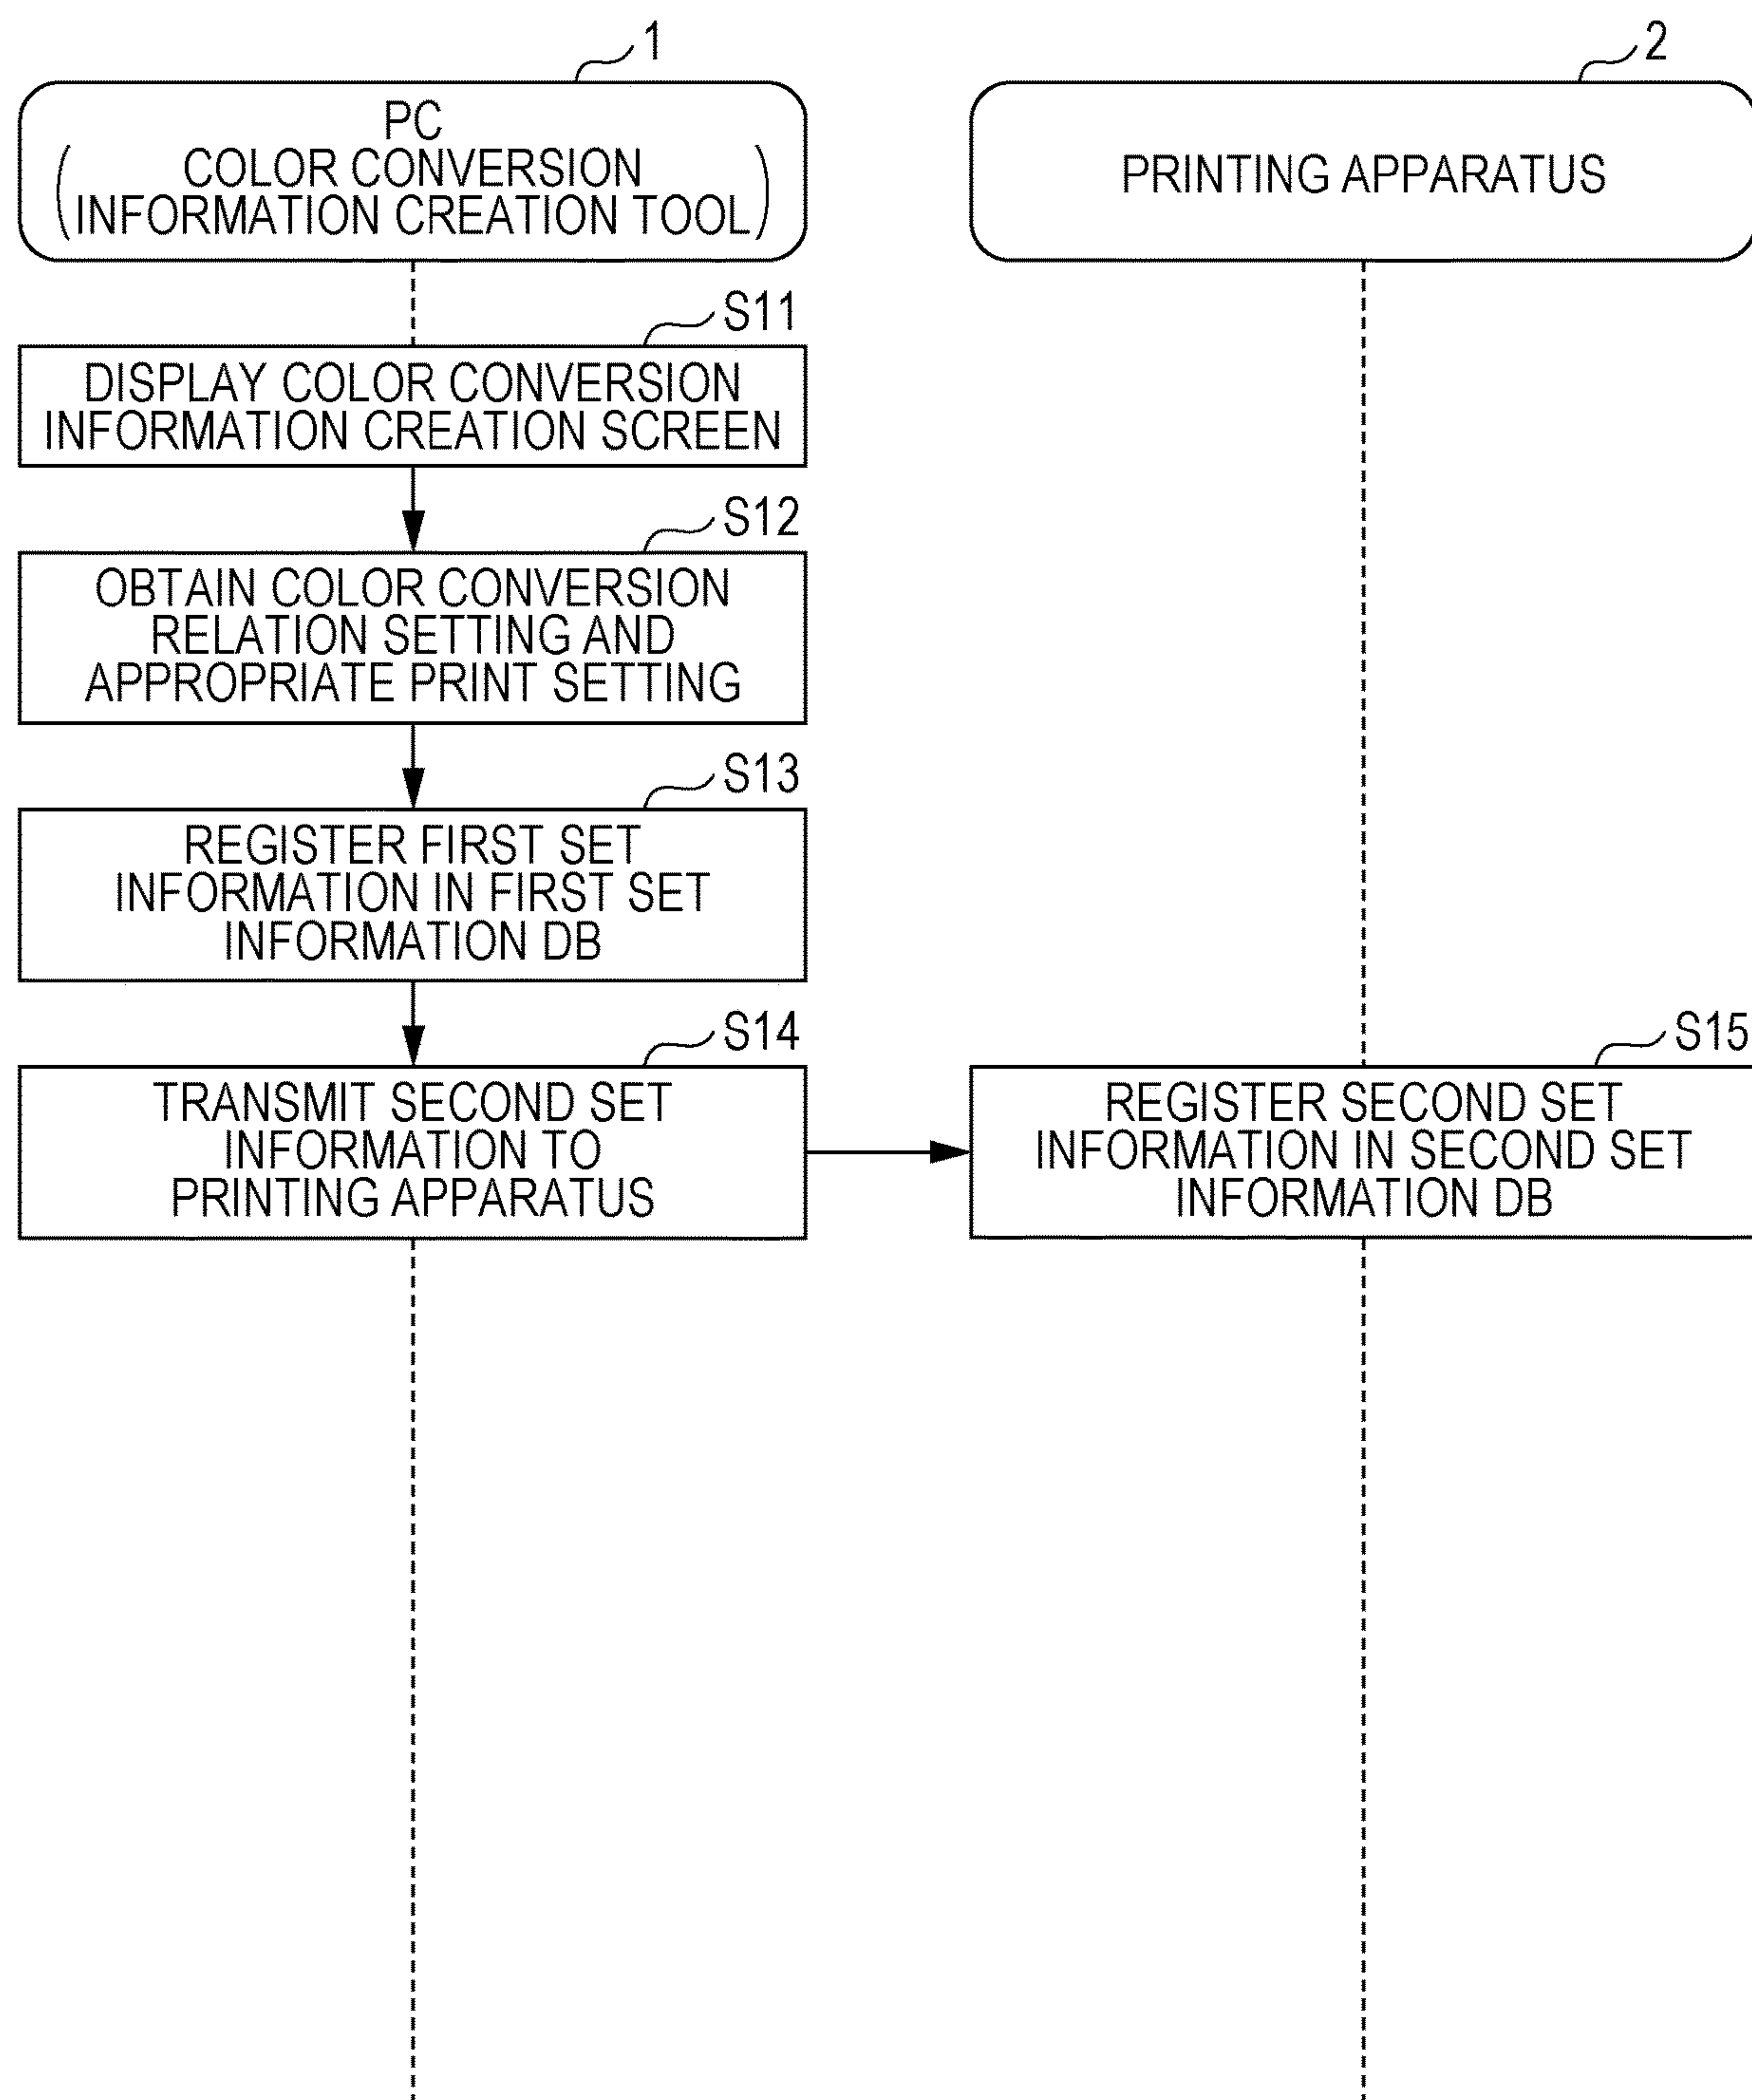 1
PC
( COLOR CONVERSION
INFORMATION CREATION TOOL )
2
PRINTING APPARATUS
S11
DISPLAY COLOR CONVERSION
INFORMATION CREATION SCREEN
S12
OBTAIN COLOR CONVERSION
RELATION SETTING AND
APPROPRIATE PRINT SETTING
S13
REGISTER FIRST SET
INFORMATION IN FIRST SET
INFORMATION DB
S14
TRANSMIT SECOND SET
INFORMATION TO
PRINTING APPARATUS
S15
REGISTER SECOND SET
INFORMATION IN SECOND SET
INFORMATION DB